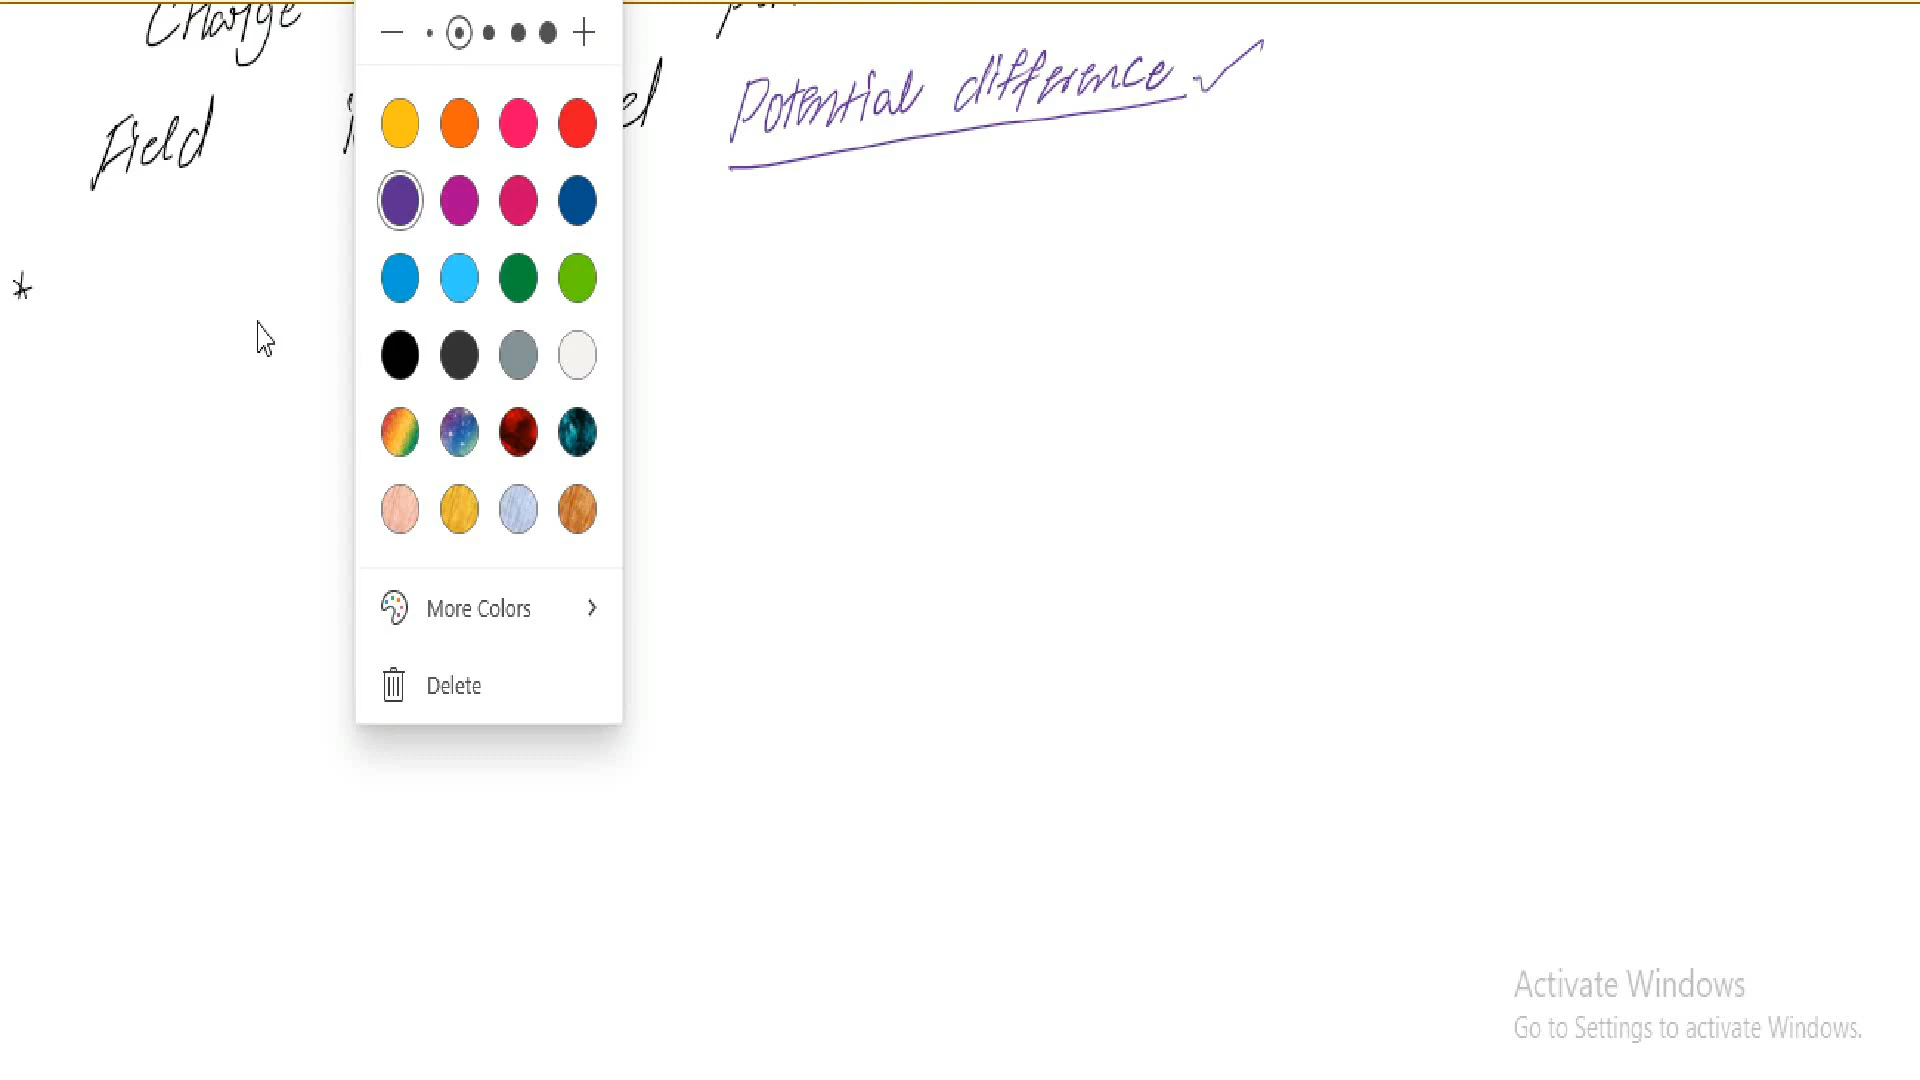 Charge
Potential difference
Field
*
More Colors
Delete
Activate Windows
Go to Settings to activate Windows.